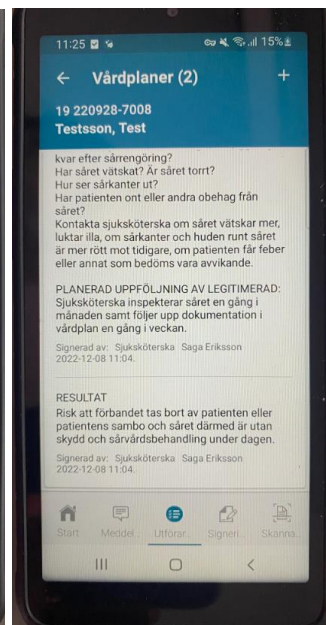 11:25 15%
Vårdplaner (2) +
19 220928-7008
Testsson, Test
kvar efter sårrengöring?
Har såret vätskat? Är såret torrt?
Hur ser sårkanter ut?
Har patienten ont eller andra obehag från
såret?
Kontakta sjuksköterska om såret vätskar mer,
luktar illa, om sårkanter och huden runt såret
är mer rött mot tidigare, om patienten får feber
eller annat som bedöms vara avvikande.
PLANERAD UPPFÖLJNING AV LEGITIMERAD:
Sjuksköterska inspekterar såret en gång i
månaden samt följer upp dokumentation i
vårdplan en gång i veckan.
Signerad av: Sjuksköterska Saga Eriksson
2022-12-08 11:04.
RESULTAT
Risk att förbandet tas bort av patienten eller
patientens sambo och såret därmed är utan
skydd och sårvårdsbehandling under dagen.
Signerad av: Sjuksköterska Saga Eriksson
2022-12-08 11:04.
Start Meddel... Utförar... Signeri... Skanna...